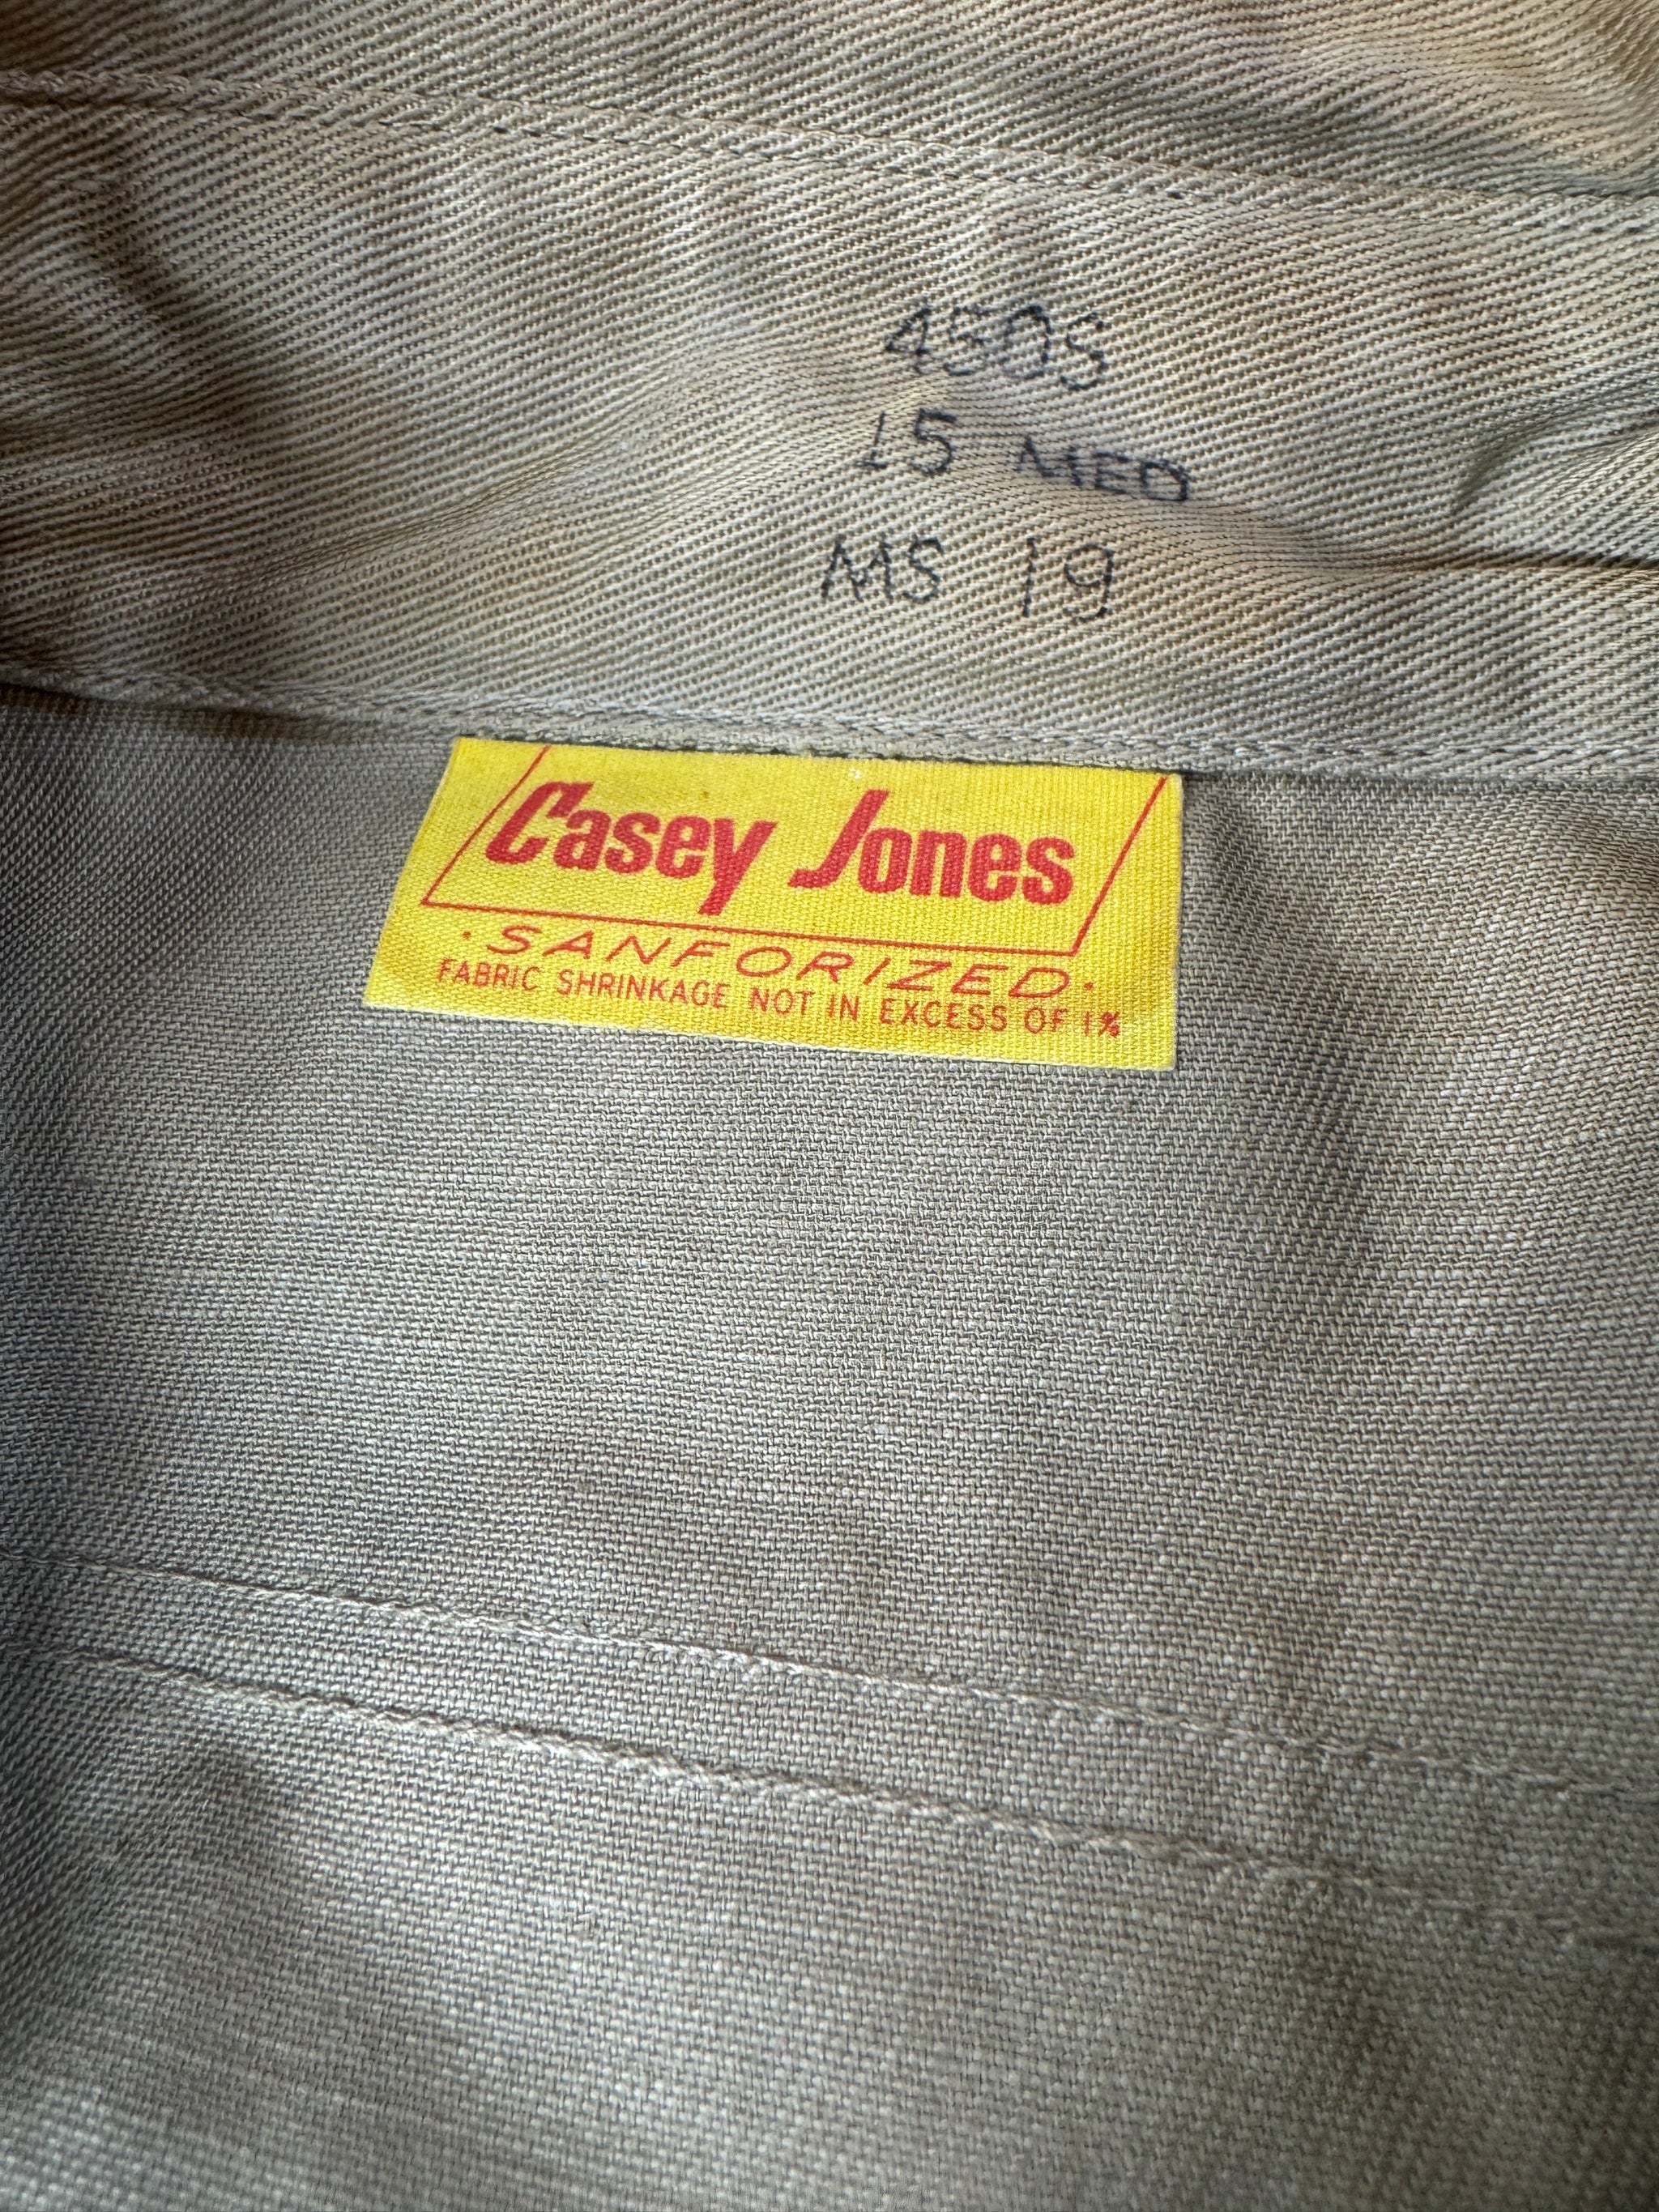 450S
15 MED
MS 19
Casey Jones
·SANFORIZED·
FABRIC SHRINKAGE NOT IN EXCESS OF 1%